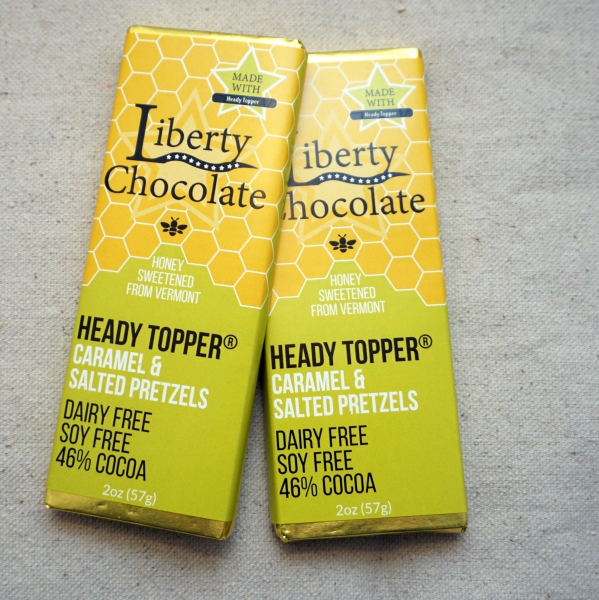 MADE
WITH
Heady Topper
Liberty
Chocolate
HONEY
SWEETENED
FROM VERMONT
HEADY TOPPER®
CARAMEL &
SALTED PRETZELS
DAIRY FREE
SOY FREE
46% COCOA
2oz (57g)
MADE
WITH
Heady Topper
iberty
hocolate
HONEY
SWEETENED
FROM VERMONT
HEADY TOPPER®
CARAMEL &
SALTED PRETZELS
DAIRY FREE
SOY FREE
46% COCOA
2oz (57g)